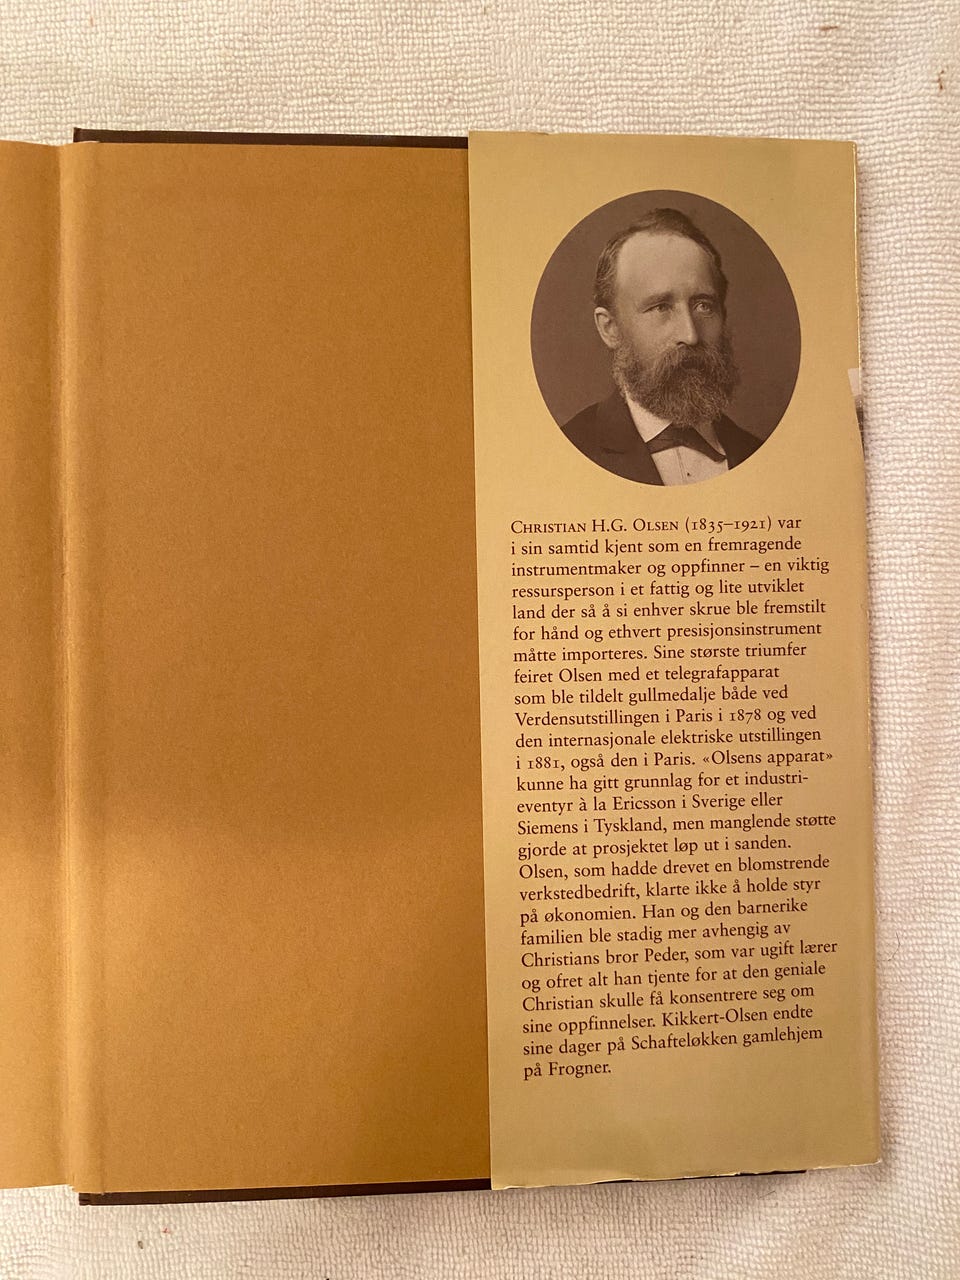 CHRISTIAN H.G. OLSEN (1835–1921) var
i sin samtid kjent som en fremragende
instrumentmaker og oppfinner – en viktig
ressursperson i et fattig og lite utviklet
land der så å si enhver skrue ble fremstilt
for hånd og ethvert presisjonsinstrument
måtte importeres. Sine største triumfer
feiret Olsen med et telegrafapparat
som ble tildelt gullmedalje både ved
Verdensutstillingen i Paris i 1878 og ved
den internasjonale elektriske utstillingen
i 1881, også den i Paris. «Olsens apparat»
kunne ha gitt grunnlag for et industri-
eventyr à la Ericsson i Sverige eller
Siemens i Tyskland, men manglende støtte
gjorde at prosjektet løp ut i sanden.
Olsen, som hadde drevet en blomstrende
verkstedbedrift, klarte ikke å holde styr
på økonomien. Han og den barnerike
familien ble stadig mer avhengig av
Christians bror Peder, som var ugift lærer
og ofret alt han tjente for at den geniale
Christian skulle få konsentrere seg om
sine oppfinnelser. Kikkert-Olsen endte
sine dager på Schafteløkken gamlehjem
på Frogner.